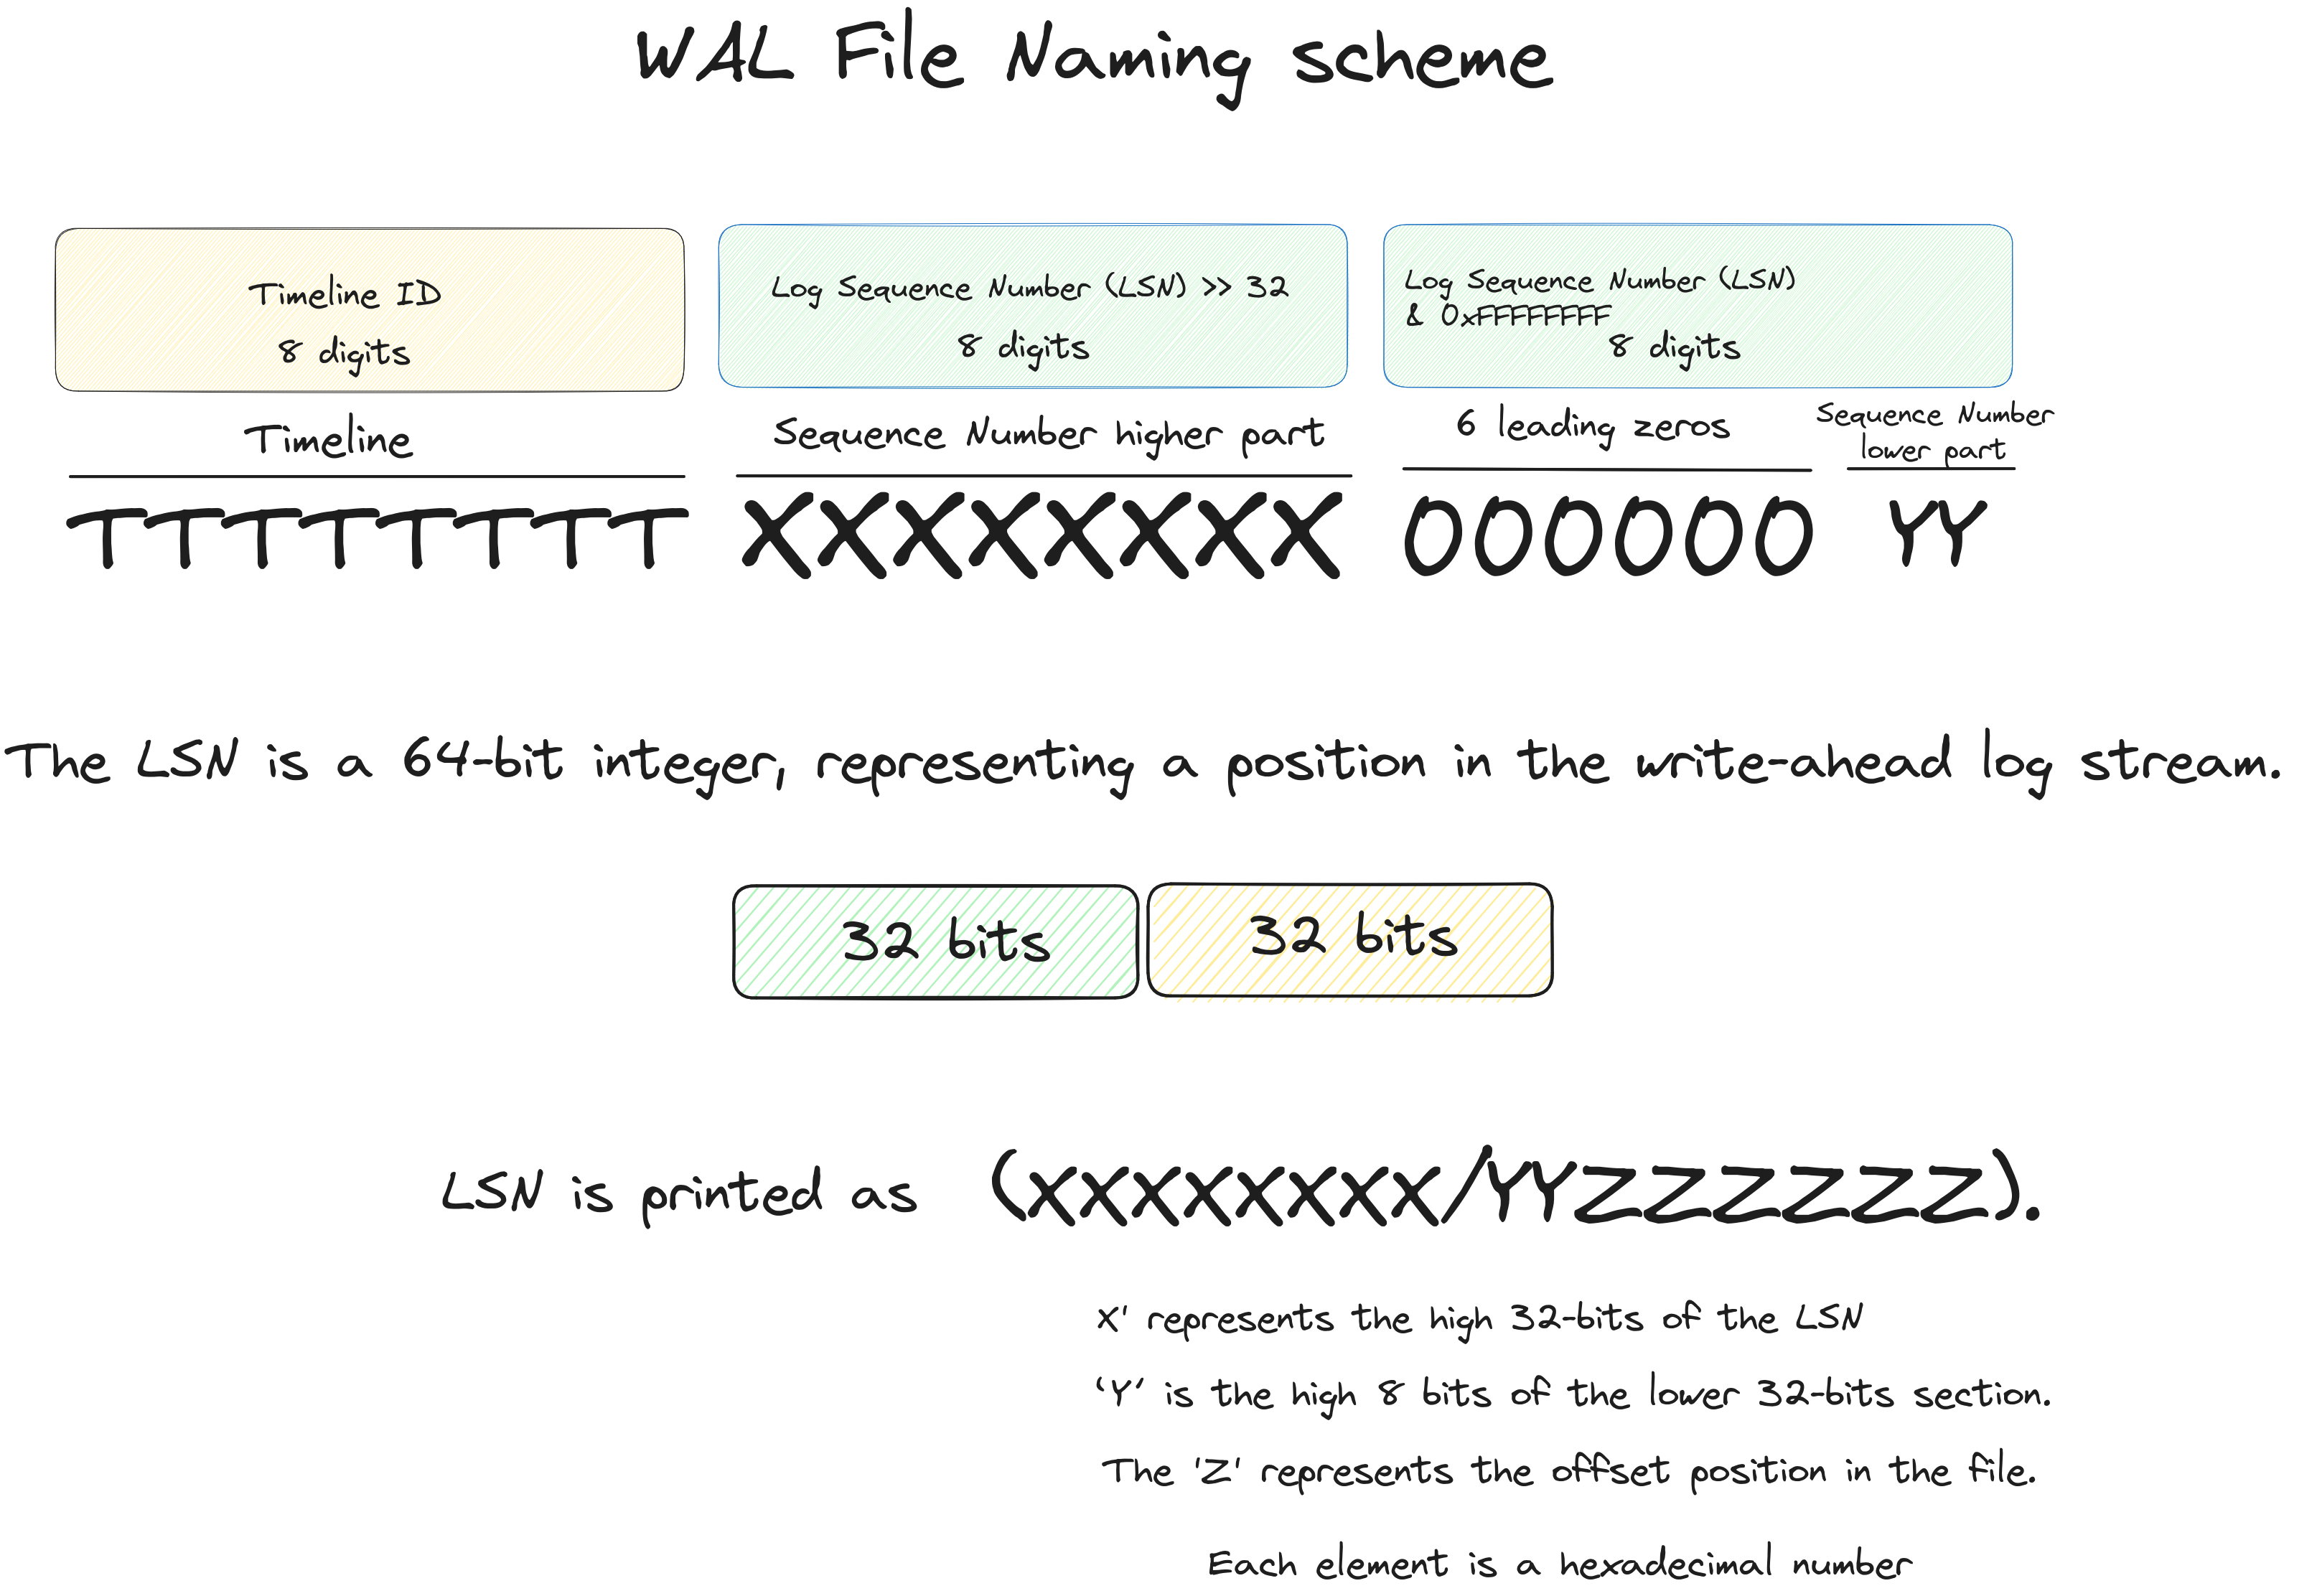 WAL File Naming scheme
Timeline ID
8 digits
Log Sequence Number (LSN) >> 32
8 digits
Log Sequence Number (LSN)
& 0xFFFFFFFF
8 digits
Timeline
Sequence Number higher part
6 leading zeros
Sequence Number
lower part
TTTTTTTT
XXXXXXXX
000000
YY
The LSN is a 64-bit integer, representing a position in the write-ahead log stream.
32 bits
32 bits
LSN is printed as (XXXXXXXX/YYZZZZZZ).
X' represents the high 32-bits of the LSN
'Y' is the high 8 bits of the lower 32-bits section.
The 'Z' represents the offset position in the file.
Each element is a hexadecimal number